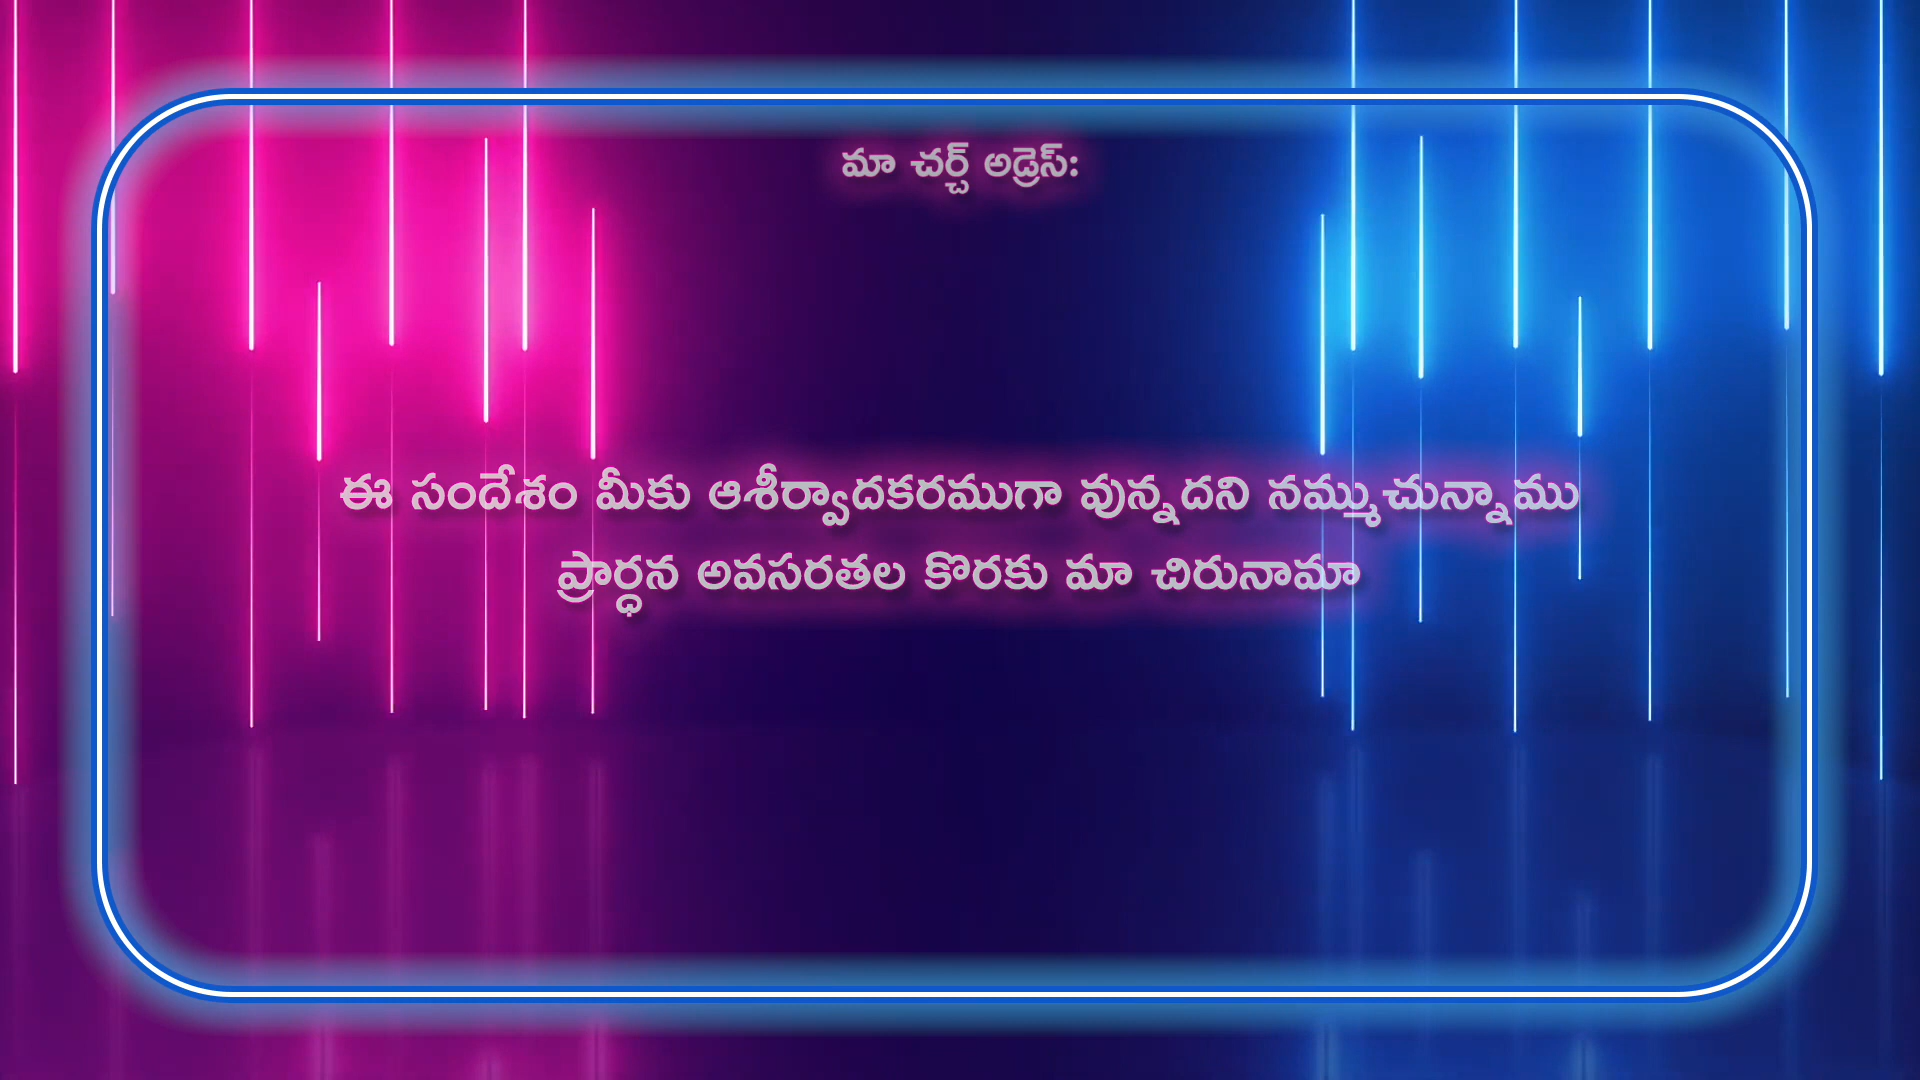 మా చర్చ్ అడ్రెస్:
ఈ సందేశం మీకు ఆశీర్వాదకరముగా వున్నదని నమ్ముచున్నాము
ప్రార్ధన అవసరతల కొరకు మా చిరునామా